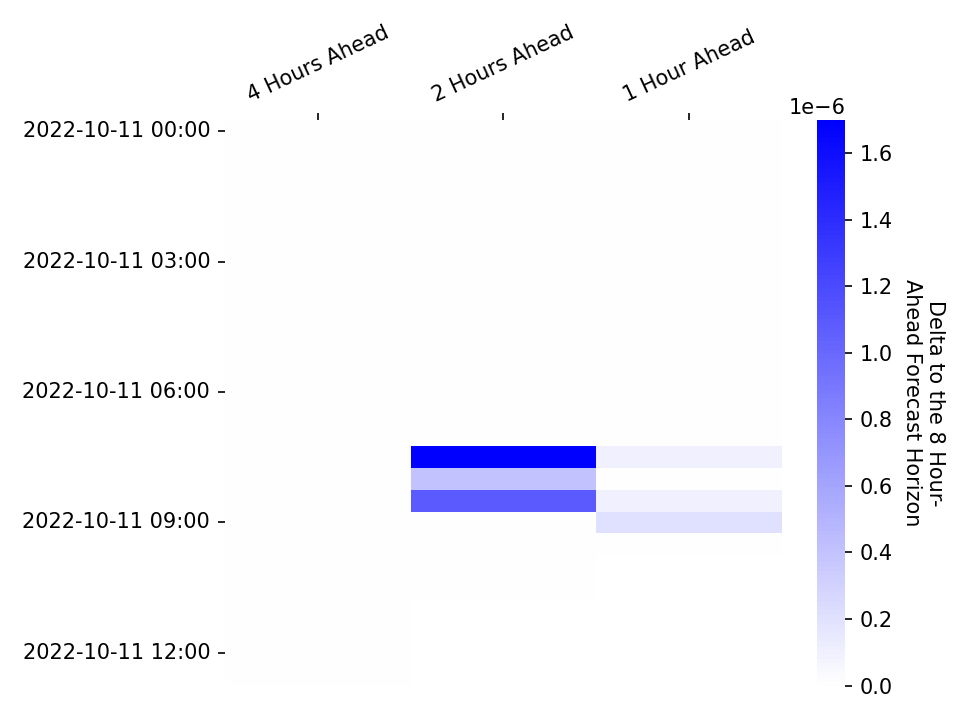 4 Hours Ahead
2 Hours Ahead
1 Hour Ahead
1e−6
2022-10-11 00:00
2022-10-11 03:00
2022-10-11 06:00
2022-10-11 09:00
2022-10-11 12:00
1.6
1.4
1.2
1.0
0.8
0.6
0.4
0.2
0.0
Delta to the 8 Hour-
Ahead Forecast Horizon